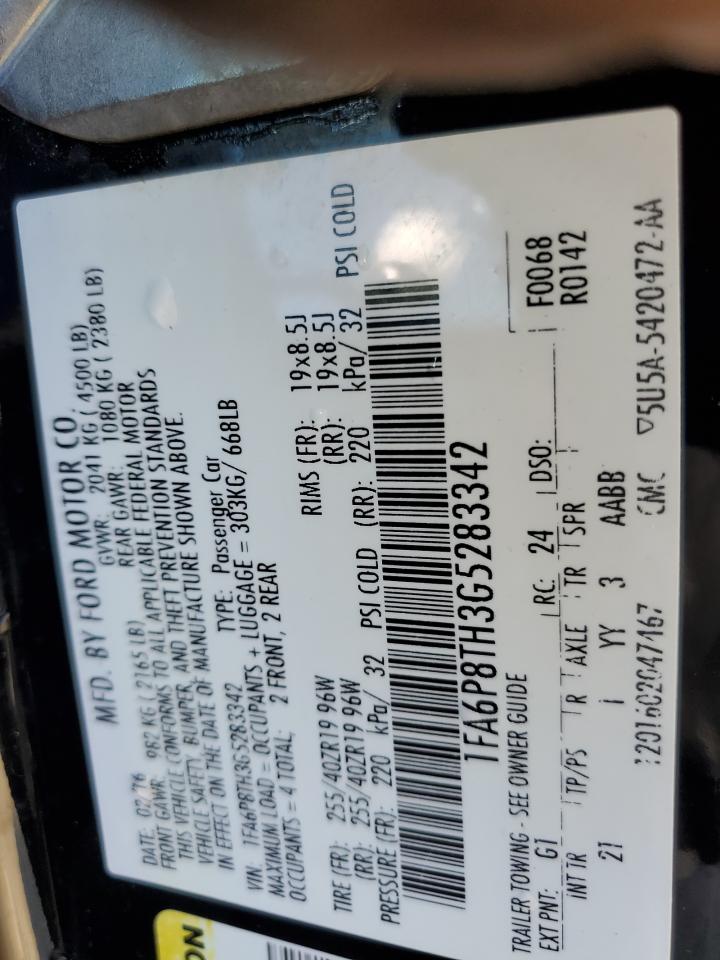 MFD. BY FORD MOTOR CO.
DATE: 02/16 GVWR: 2041 KG ( 4500 LB)
FRONT GAWR: 982 KG ( 2165 LB) REAR GAWR: 1080 KG ( 2380 LB)
THIS VEHICLE CONFORMS TO ALL APPLICABLE FEDERAL MOTOR
VEHICLE SAFETY, BUMPER, AND THEFT PREVENTION STANDARDS
IN EFFECT ON THE DATE OF MANUFACTURE SHOWN ABOVE.
VIN: 1FA6P8TH3G5283342 TYPE: Passenger Car
MAXIMUM LOAD = OCCUPANTS + LUGGAGE = 303KG/ 668LB
OCCUPANTS = 4 TOTAL; 2 FRONT, 2 REAR
TIRE (FR): 255/40ZR19 96W RIMS (FR): 19x8.5J
(RR): 255/40ZR19 96W (RR): 19x8.5J
PRESSURE (FR): 220 kPa/ 32 PSI COLD (RR): 220 kPa/ 32 PSI COLD
1FA6P8TH3G5283342
TRAILER TOWING - SEE OWNER GUIDE
F0068
EXT PNT: G1 RC: 24 DSO: R0142
INT TR TP/PS R AXLE TR SPR
21 YY 3 AABB
5U5A-5420472-AA
ON